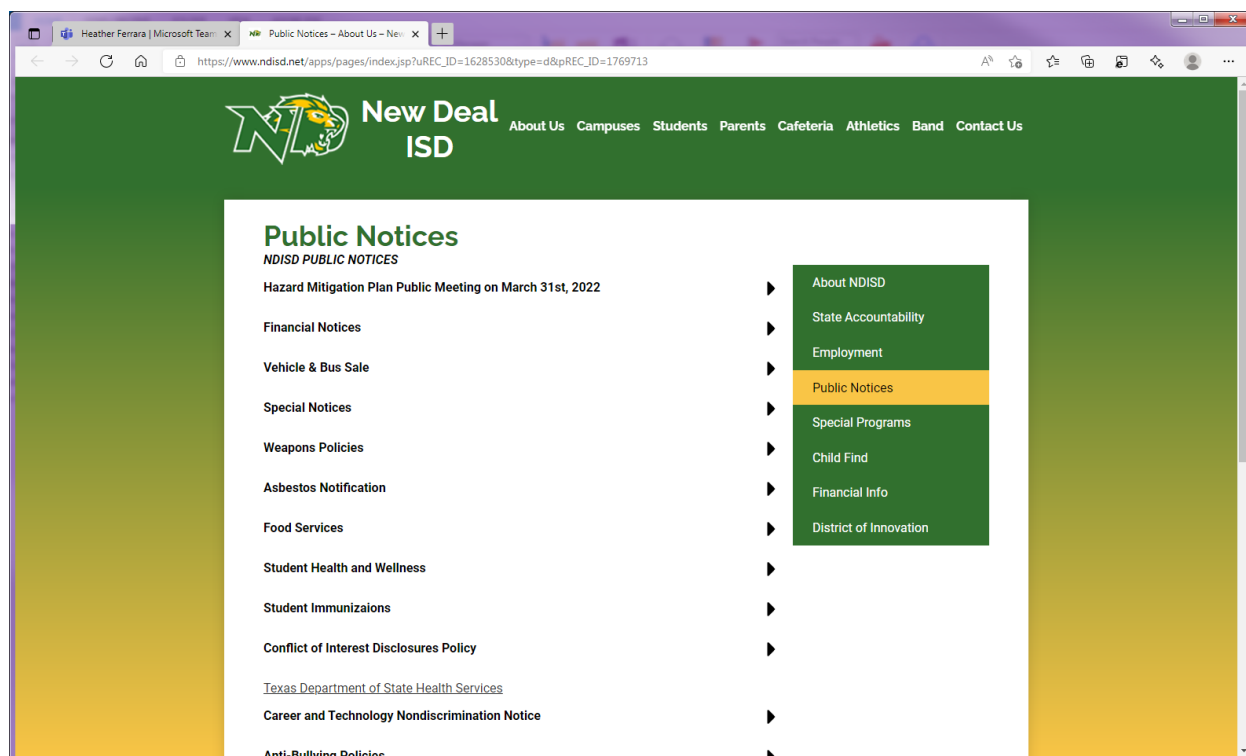 Heather Ferrara | Microsoft Team
Public Notices – About Us – New
https://www.ndisd.net/apps/pages/index.jsp?uREC_ID=1628530&type=d&pREC_ID=1769713
NLD
New Deal
ISD
About Us Campuses Students Parents Cafeteria Athletics Band Contact Us
Public Notices
NDISD PUBLIC NOTICES
Hazard Mitigation Plan Public Meeting on March 31st, 2022
Financial Notices
Vehicle & Bus Sale
Special Notices
Weapons Policies
Asbestos Notification
Food Services
Student Health and Wellness
Student Immunizaions
Conflict of Interest Disclosures Policy
Texas Department of State Health Services
Career and Technology Nondiscrimination Notice
Anti-Bullying Policies
About NDISD
State Accountability
Employment
Public Notices
Special Programs
Child Find
Financial Info
District of Innovation